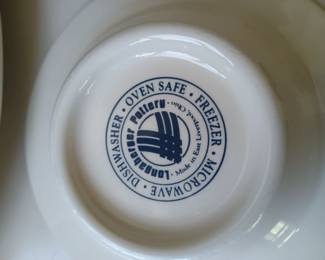 DISHWASHER • OVEN SAFE • FREEZER • MICROWAVE •
Longaberger Pottery
• Made in East Liverpool, Ohio •